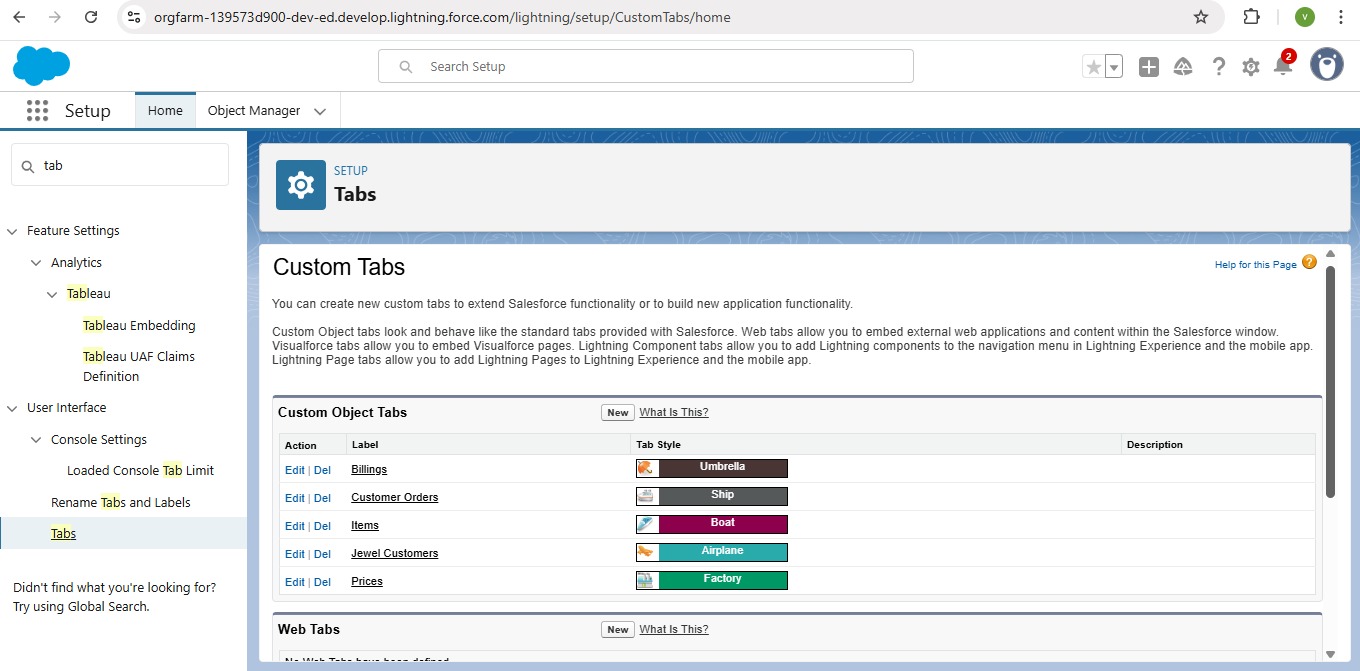 orgfarm-139573d900-dev-ed.develop.lightning.force.com/lightning/setup/CustomTabs/home
V
Search Setup
2
Setup
Home
Object Manager
tab
Feature Settings
Analytics
Tableau
Tableau Embedding
Tableau UAF Claims
Definition
User Interface
Console Settings
Loaded Console Tab Limit
Rename Tabs and Labels
Tabs
Didn't find what you're looking for?
Try using Global Search.
SETUP
Tabs
Custom Tabs
Help for this Page ?
You can create new custom tabs to extend Salesforce functionality or to build new application functionality.
Custom Object tabs look and behave like the standard tabs provided with Salesforce. Web tabs allow you to embed external web applications and content within the Salesforce window.
Visualforce tabs allow you to embed Visualforce pages. Lightning Component tabs allow you to add Lightning components to the navigation menu in Lightning Experience and the mobile app.
Lightning Page tabs allow you to add Lightning Pages to Lightning Experience and the mobile app.
Custom Object Tabs New What Is This?
Action Label Tab Style Description
Edit | Del Billings Umbrella
Edit | Del Customer Orders Ship
Edit | Del Items Boat
Edit | Del Jewel Customers Airplane
Edit | Del Prices Factory
Web Tabs New What Is This?
No Web Tabs have been defined